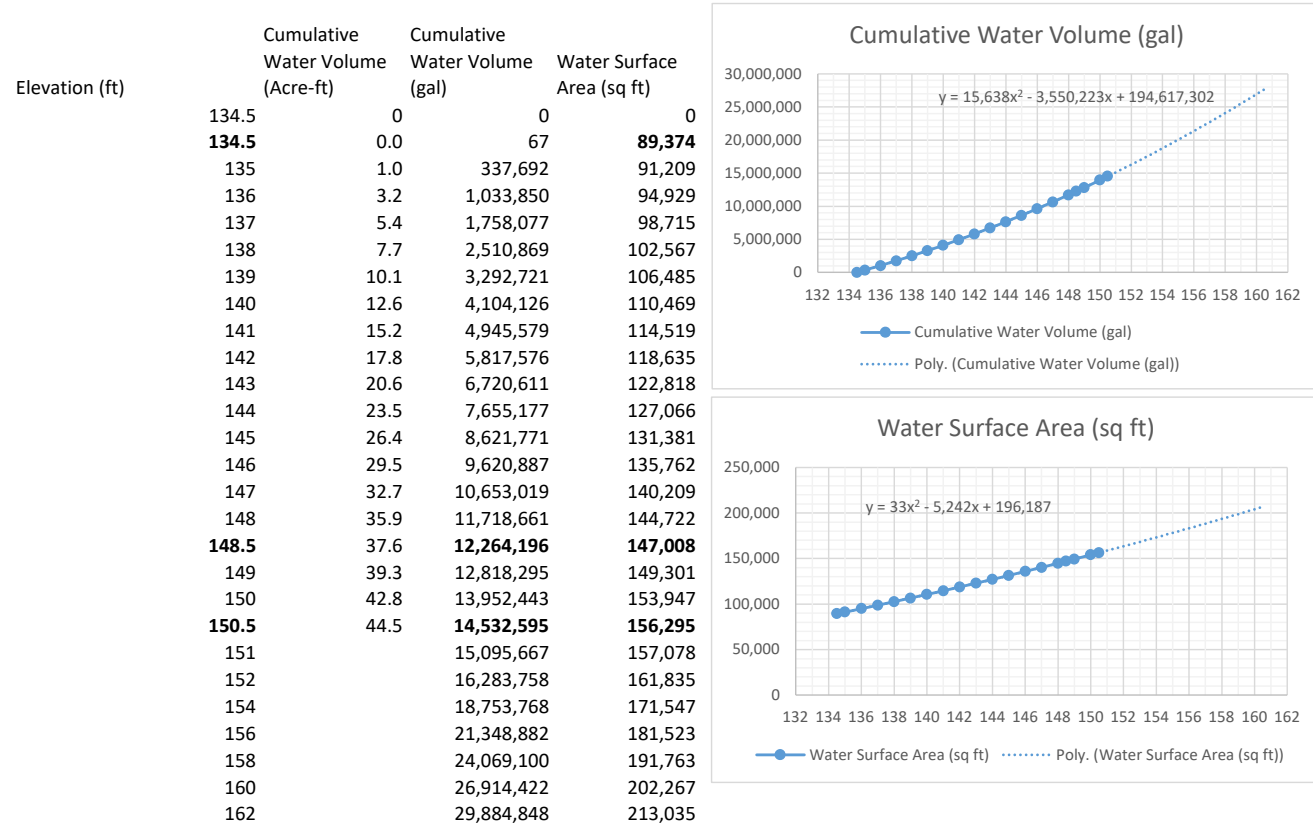 Elevation (ft) Cumulative Water Volume (Acre-ft) Cumulative Water Volume (gal) Water Surface Area (sq ft)
134.5 0 0 0
134.5 0.0 67 89,374
135 1.0 337,692 91,209
136 3.2 1,033,850 94,929
137 5.4 1,758,077 98,715
138 7.7 2,510,869 102,567
139 10.1 3,292,721 106,485
140 12.6 4,104,126 110,469
141 15.2 4,945,579 114,519
142 17.8 5,817,576 118,635
143 20.6 6,720,611 122,818
144 23.5 7,655,177 127,066
145 26.4 8,621,771 131,381
146 29.5 9,620,887 135,762
147 32.7 10,653,019 140,209
148 35.9 11,718,661 144,722
148.5 37.6 12,264,196 147,008
149 39.3 12,818,295 149,301
150 42.8 13,952,443 153,947
150.5 44.5 14,532,595 156,295
151 15,095,667 157,078
152 16,283,758 161,835
154 18,753,768 171,547
156 21,348,882 181,523
158 24,069,100 191,763
160 26,914,422 202,267
162 29,884,848 213,035
Cumulative Water Volume (gal)
y = 15,638x² - 3,550,223x + 194,617,302
30,000,000
25,000,000
20,000,000
15,000,000
10,000,000
5,000,000
0
132 134 136 138 140 142 144 146 148 150 152 154 156 158 160 162
Cumulative Water Volume (gal)
Poly. (Cumulative Water Volume (gal))
Water Surface Area (sq ft)
y = 33x² - 5,242x + 196,187
250,000
200,000
150,000
100,000
50,000
0
132 134 136 138 140 142 144 146 148 150 152 154 156 158 160 162
Water Surface Area (sq ft) Poly. (Water Surface Area (sq ft))